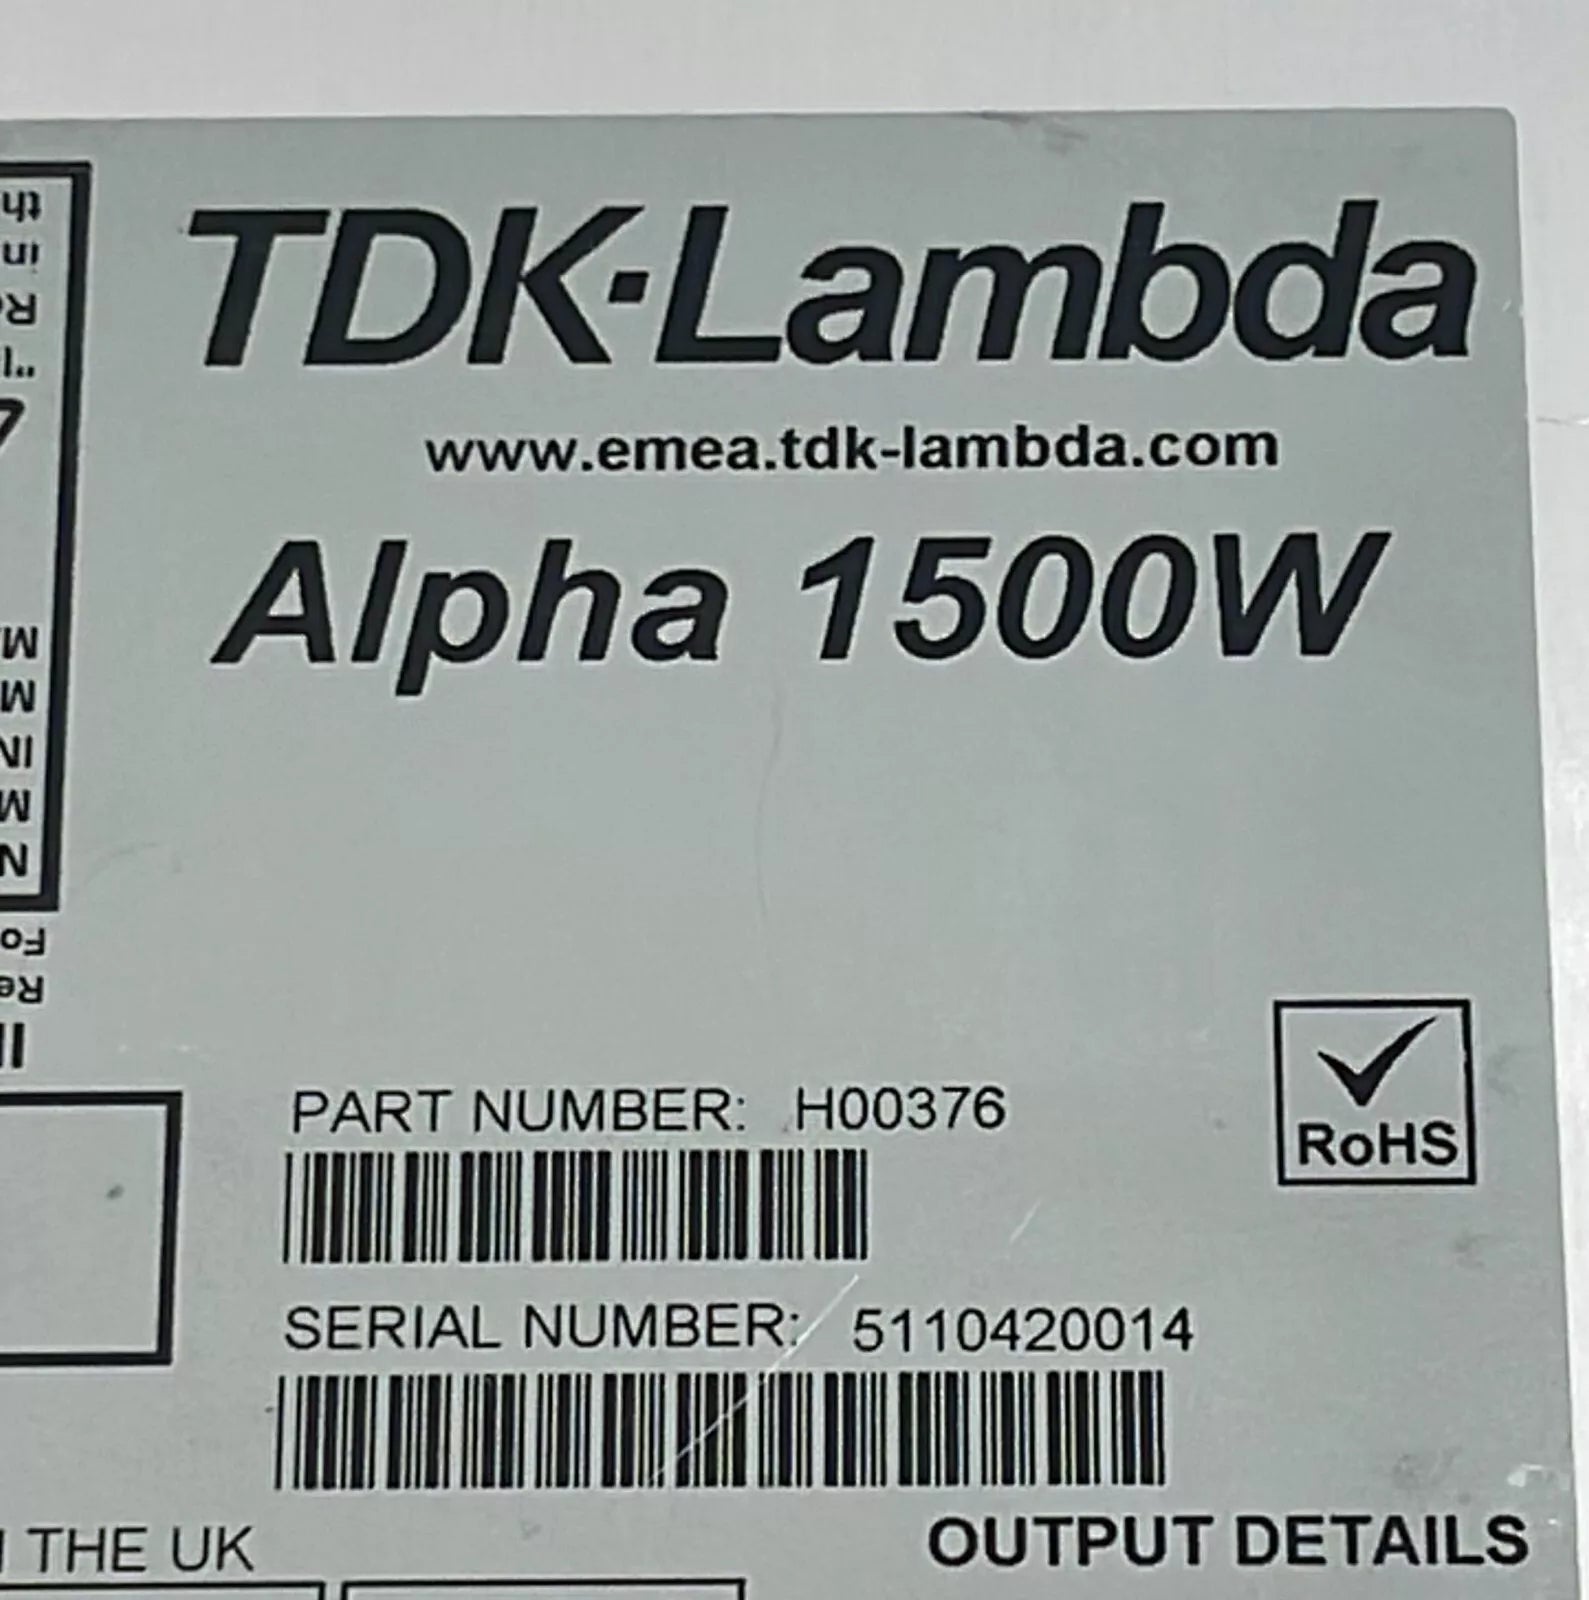 TDK·Lambda
www.emea.tdk-lambda.com
Alpha 1500W
RoHS
PART NUMBER: H00376
SERIAL NUMBER: 5110420014
THE UK
OUTPUT DETAILS